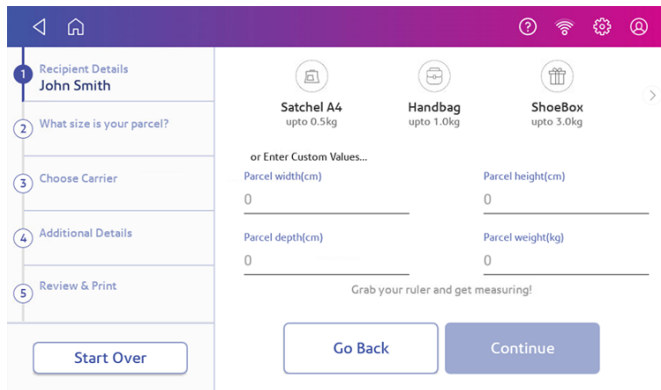 1
Recipient Details
John Smith
2
What size is your parcel?
3
Choose Carrier
4
Additional Details
5
Review & Print
Start Over
Satchel A4
upto 0.5kg
Handbag
upto 1.0kg
ShoeBox
upto 3.0kg
or Enter Custom Values...
Parcel width(cm)
0
Parcel height(cm)
0
Parcel depth(cm)
0
Parcel weight(kg)
0
Grab your ruler and get measuring!
Go Back
Continue